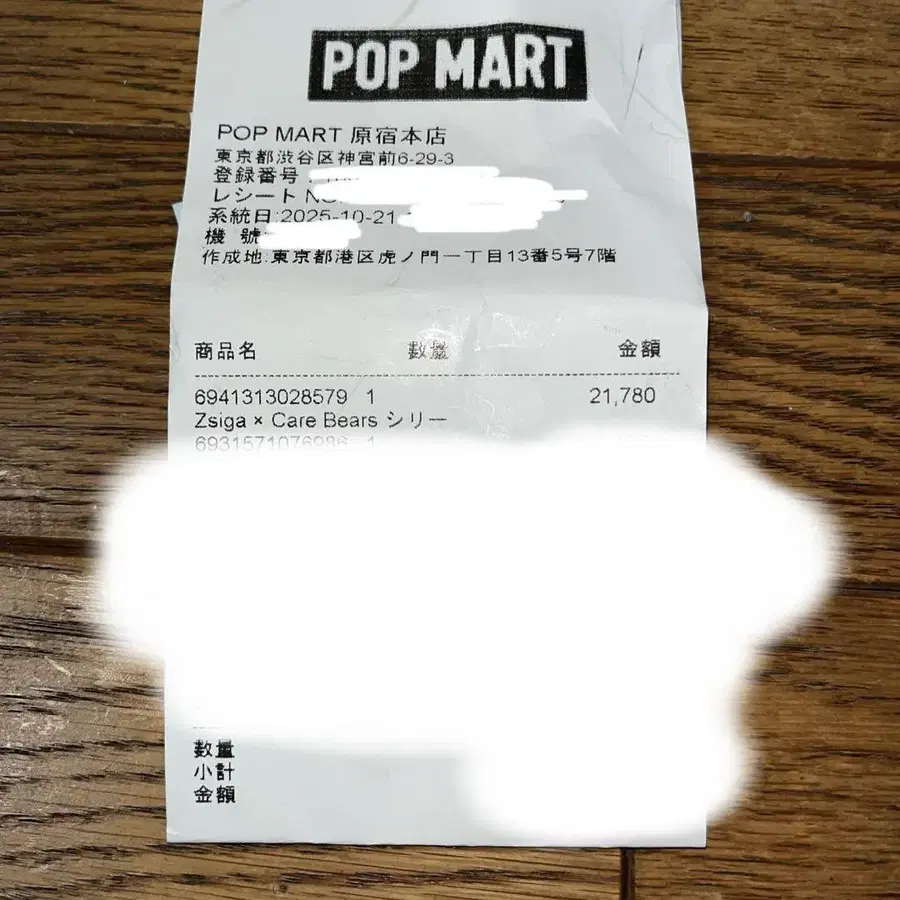 POP MART
POP MART 原宿本店
東京都渋谷区神宮前6-29-3
登録番号:
レシート
系統日:2025-10-21
機 號
作成地:東京都港区虎ノ門一丁目13番5号7階
商品名 数量 金額
6941313028579 1 21,780
Zsiga × Care Bears シリー
6931571076986 1
数量
小計
金額